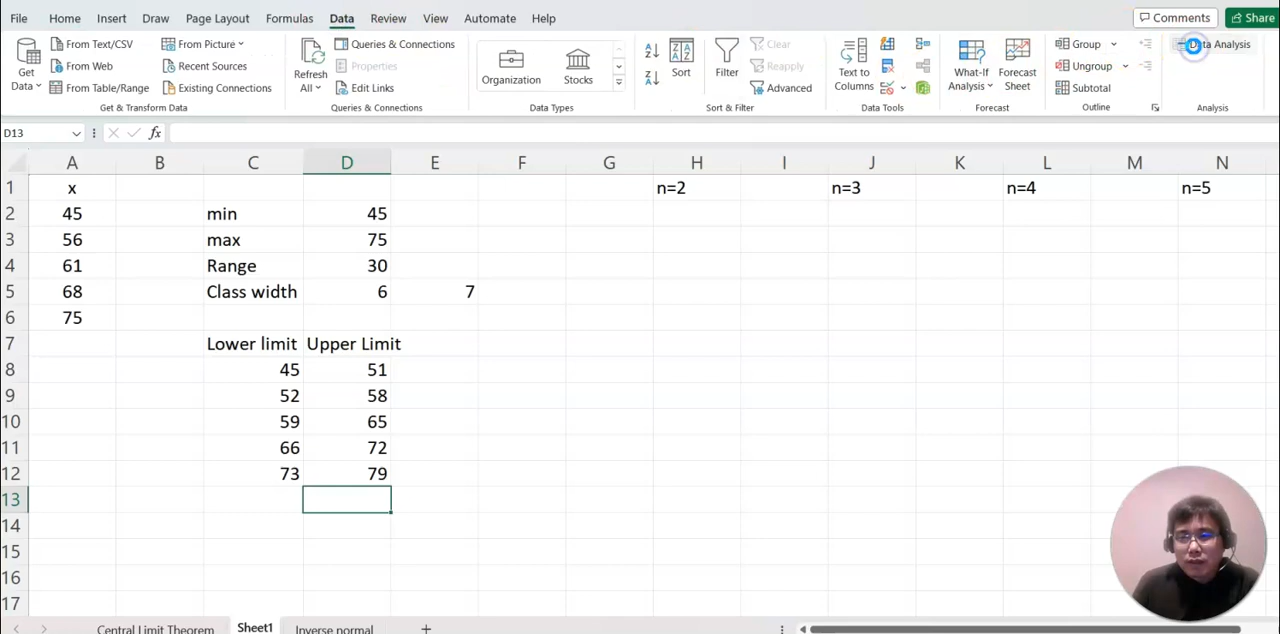 File Home Insert Draw Page Layout Formulas Data Review View Automate Help Comments Share
From Text/CSV From Picture Queries & Connections Clear Group Data Analysis
Get Data From Web Recent Sources Refresh All Properties Organization Stocks Sort Filter Reapply Text to Columns What-If Analysis Forecast Sheet Ungroup
From Table/Range Existing Connections Edit Links Advanced Subtotal
Get & Transform Data Queries & Connections Data Types Sort & Filter Data Tools Forecast Outline Analysis
D13 fx
A B C D E F G H I J K L M N
1 x n=2 n=3 n=4 n=5
2 45 min 45
3 56 max 75
4 61 Range 30
5 68 Class width 6 7
6 75
7 Lower limit Upper Limit
8 45 51
9 52 58
10 59 65
11 66 72
12 73 79
13
14
15
16
17
Central Limit Theorem Sheet1 Inverse normal +